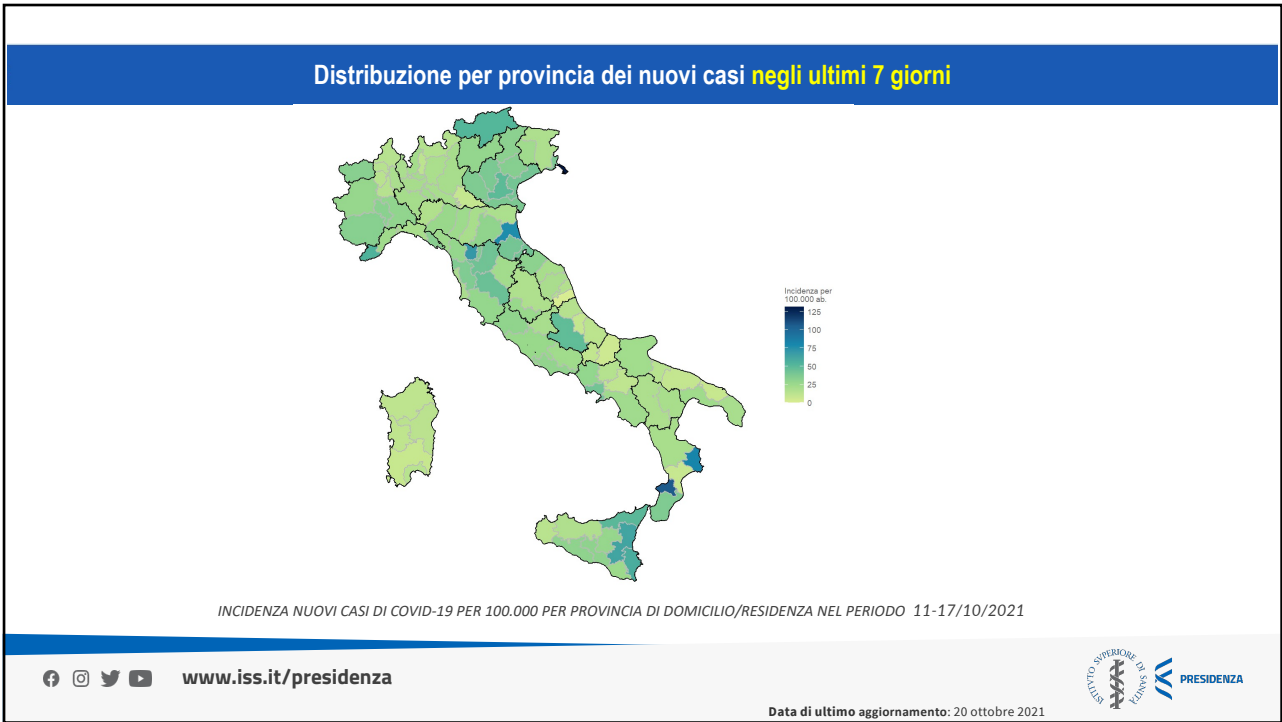 Distribuzione per provincia dei nuovi casi negli ultimi 7 giorni
Incidenza per
100.000 ab.
125
100
75
50
25
0
INCIDENZA NUOVI CASI DI COVID-19 PER 100.000 PER PROVINCIA DI DOMICILIO/RESIDENZA NEL PERIODO 11-17/10/2021
www.iss.it/presidenza
ISTITVTO SVPERIORE DI SANITÀ
PRESIDENZA
Data di ultimo aggiornamento: 20 ottobre 2021